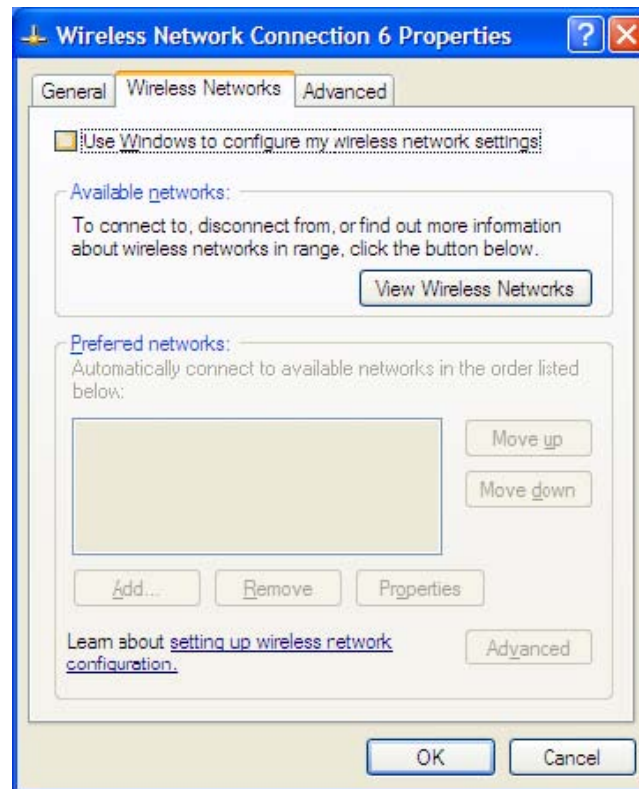 Wireless Network Connection 6 Properties
General Wireless Networks Advanced
Use Windows to configure my wireless network settings
Available networks:
To connect to, disconnect from, or find out more information
about wireless networks in range, click the button below.
View Wireless Networks
Preferred networks:
Automatically connect to available networks in the order listed
below:
Move up
Move down
Add... Remove Properties
Learn about setting up wireless network
configuration.
Advanced
OK Cancel